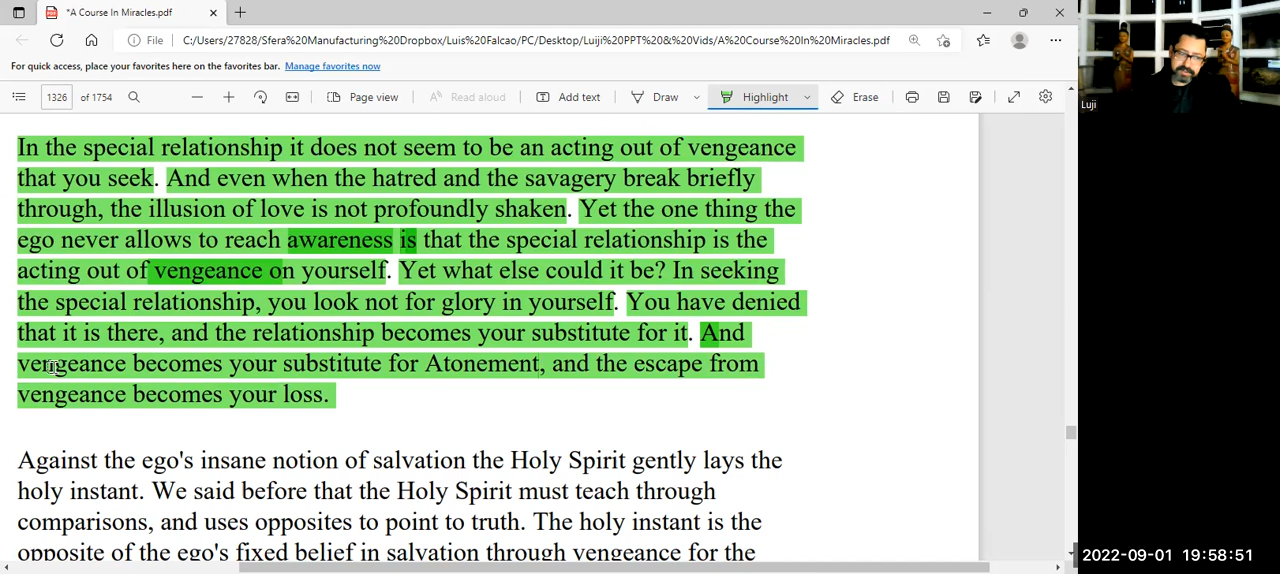 *A Course In Miracles.pdf
File C:/Users/27828/Sfera%20Manufacturing%20Dropbox/Luis%20Falcao/PC/Desktop/Luiji%20PPT%20&%20Vids/A%20Course%20In%20Miracles.pdf
For quick access, place your favorites here on the favorites bar. Manage favorites now
1326 of 1754 Page view Read aloud Add text Draw Highlight Erase
In the special relationship it does not seem to be an acting out of vengeance
that you seek. And even when the hatred and the savagery break briefly
through, the illusion of love is not profoundly shaken. Yet the one thing the
ego never allows to reach awareness is that the special relationship is the
acting out of vengeance on yourself. Yet what else could it be? In seeking
the special relationship, you look not for glory in yourself. You have denied
that it is there, and the relationship becomes your substitute for it. And
vengeance becomes your substitute for Atonement, and the escape from
vengeance becomes your loss.
Against the ego's insane notion of salvation the Holy Spirit gently lays the
holy instant. We said before that the Holy Spirit must teach through
comparisons, and uses opposites to point to truth. The holy instant is the
opposite of the ego's fixed belief in salvation through vengeance for the
Luji
2022-09-01 19:58:51